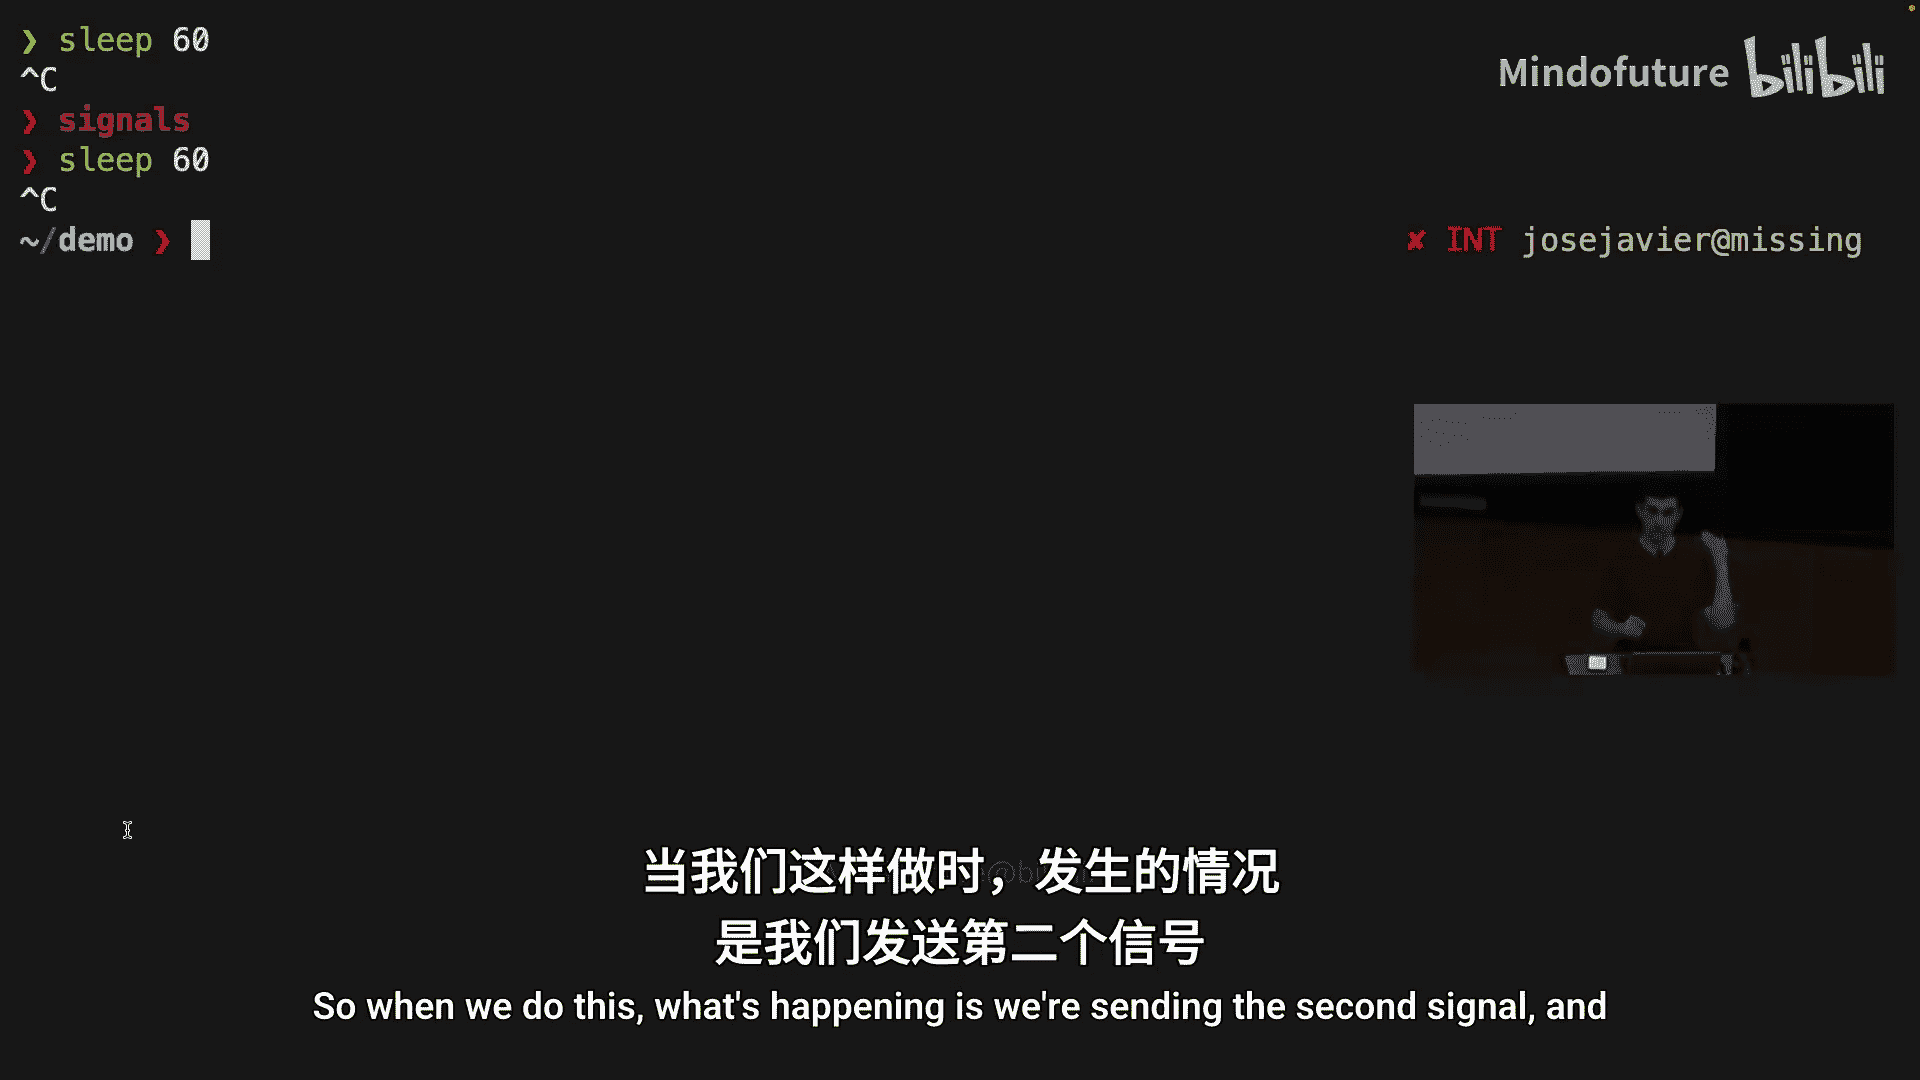 ❯ sleep 60
^C
❯ signals
❯ sleep 60
^C
~/demo ❯
✘ INT josejavier@missing
Mindofuture bilibili
当我们这样做时，发生的情况
是我们发送第二个信号
So when we do this, what's happening is we're sending the second signal, and